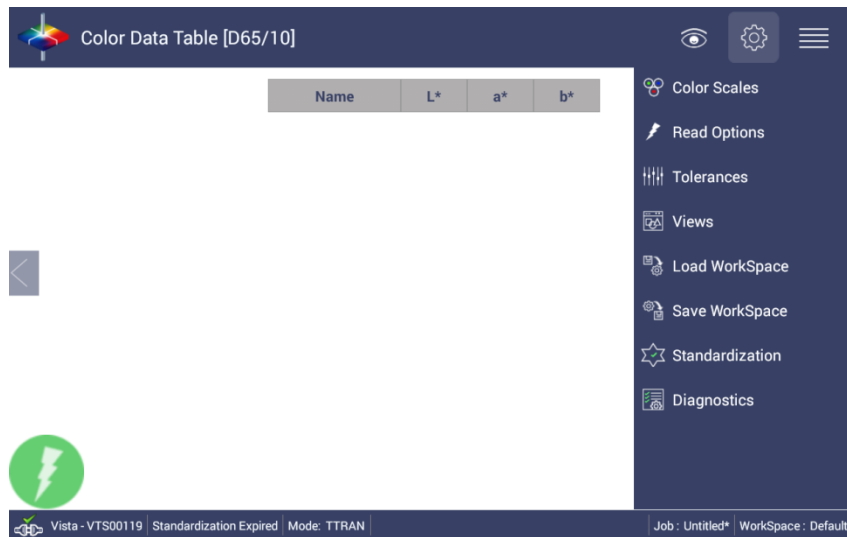 Color Data Table [D65/10]
Name L* a* b*
Color Scales
Read Options
Tolerances
Views
Load WorkSpace
Save WorkSpace
Standardization
Diagnostics
Vista - VTS00119 Standardization Expired Mode: TTRAN Job : Untitled* WorkSpace : Default